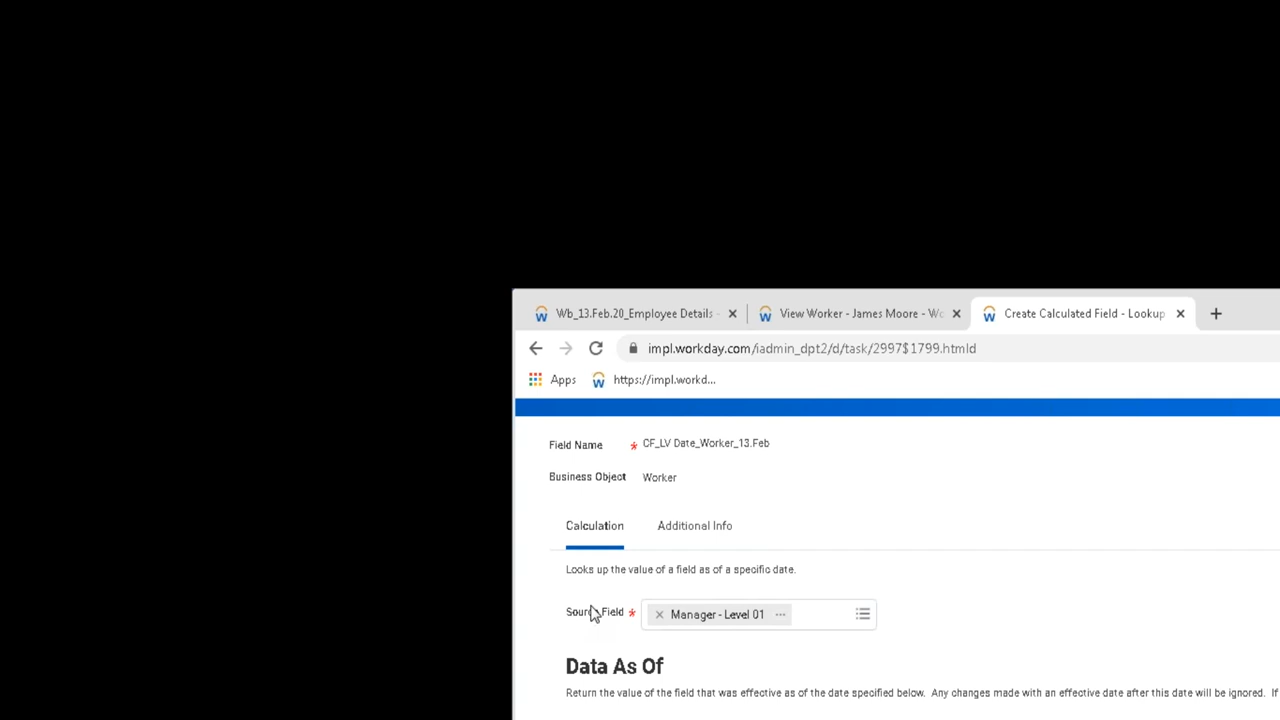 Wb_13.Feb.20_Employee Details - View Worker - James Moore - Wo Create Calculated Field - Lookup
impl.workday.com/iadmin_dpt2/d/task/2997$1799.htmld
Apps https://impl.workd...
Field Name * CF_LV Date_Worker_13.Feb
Business Object Worker
Calculation Additional Info
Looks up the value of a field as of a specific date.
Source Field * Manager - Level 01
Data As Of
Return the value of the field that was effective as of the date specified below. Any changes made with an effective date after this date will be ignored. If